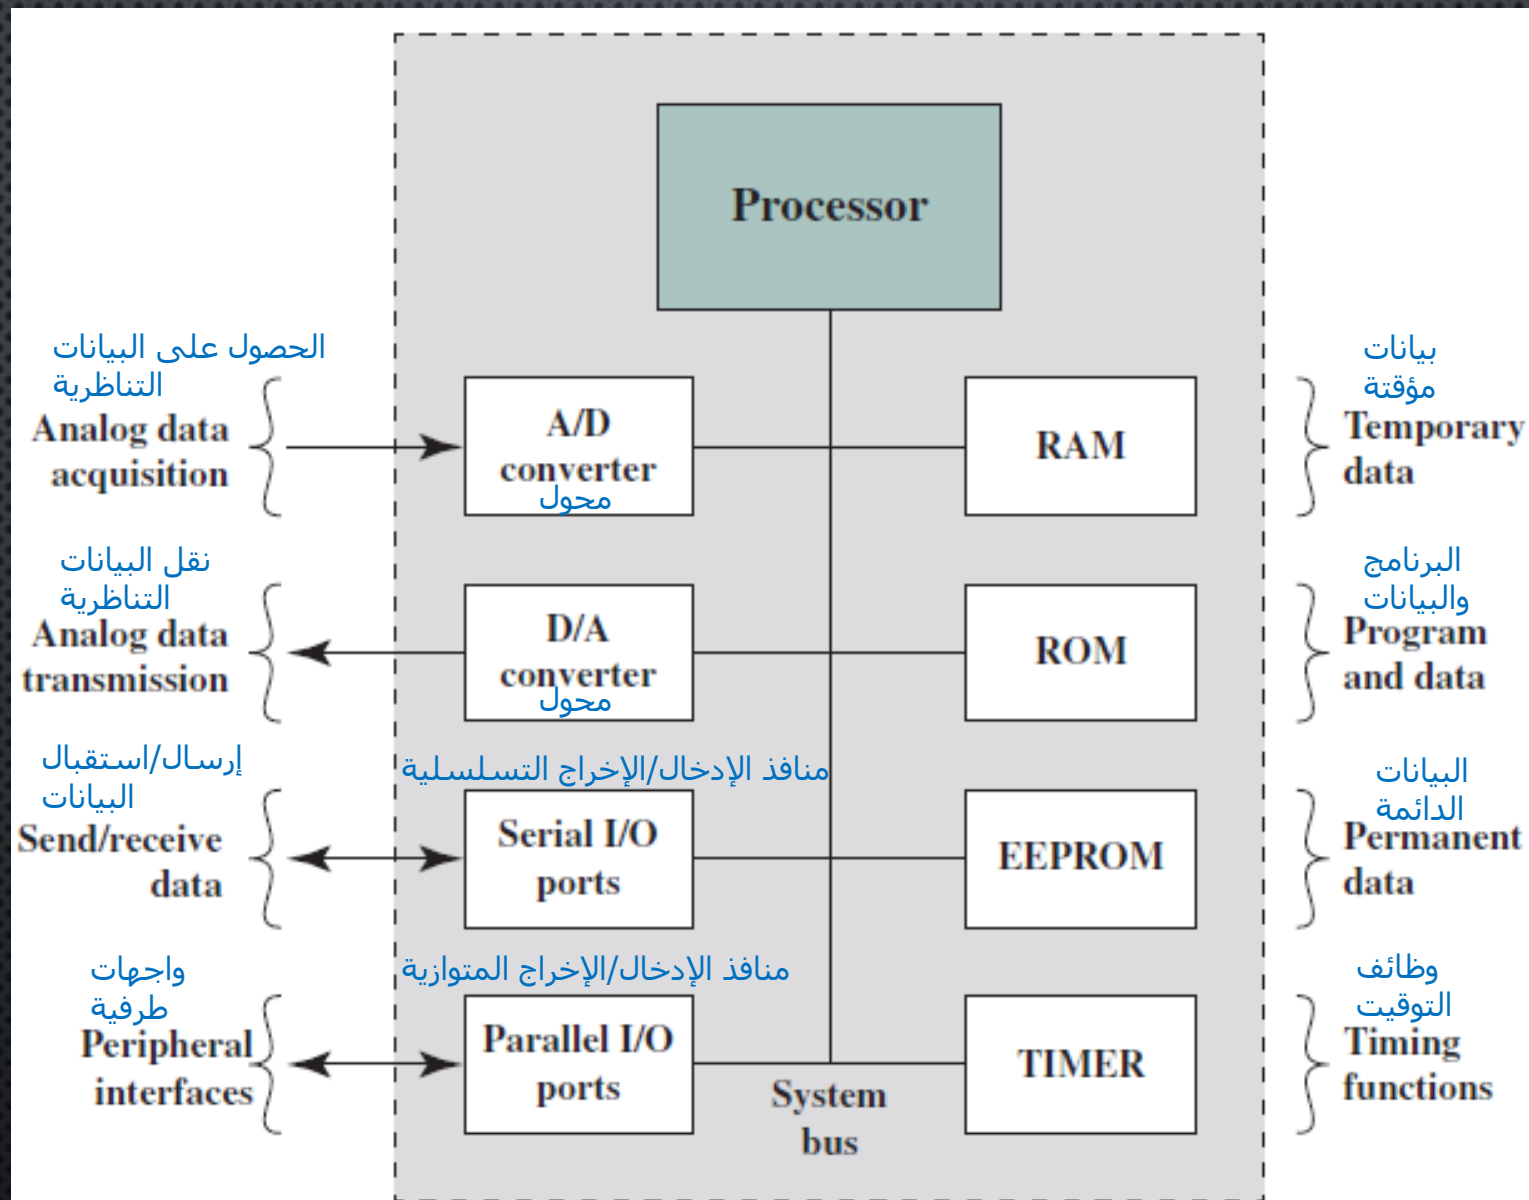 Processor
الحصول على البيانات
التناظرية
Analog data
acquisition
A/D
converter
محول
RAM
بيانات
مؤقتة
Temporary
data
نقل البيانات
التناظرية
Analog data
transmission
D/A
converter
محول
ROM
البرنامج
والبيانات
Program
and data
إرسال/استقبال
البيانات
Send/receive
data
منافذ الإدخال/الإخراج التسلسلية
Serial I/O
ports
EEPROM
البيانات
الدائمة
Permanent
data
واجهات
طرفية
Peripheral
interfaces
منافذ الإدخال/الإخراج المتوازية
Parallel I/O
ports
System
bus
TIMER
وظائف
التوقيت
Timing
functions